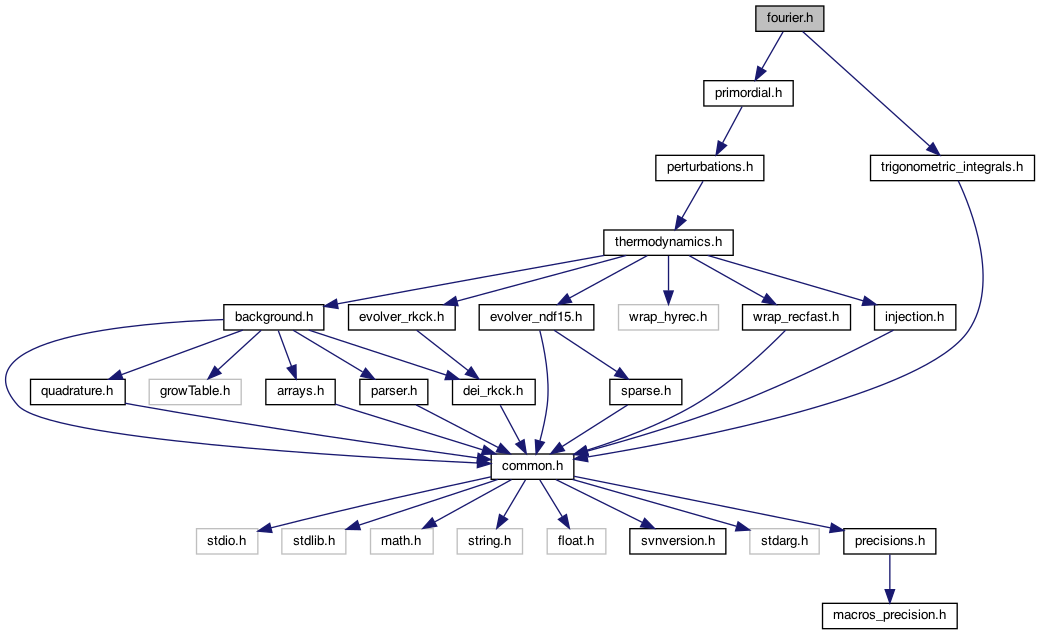 fourier.h
primordial.h
perturbations.h
trigonometric_integrals.h
thermodynamics.h
background.h
evolver_rkck.h
evolver_ndf15.h
wrap_hyrec.h
wrap_recfast.h
injection.h
quadrature.h
growTable.h
arrays.h
parser.h
dei_rkck.h
sparse.h
common.h
stdio.h
stdlib.h
math.h
string.h
float.h
svnversion.h
stdarg.h
precisions.h
macros_precision.h